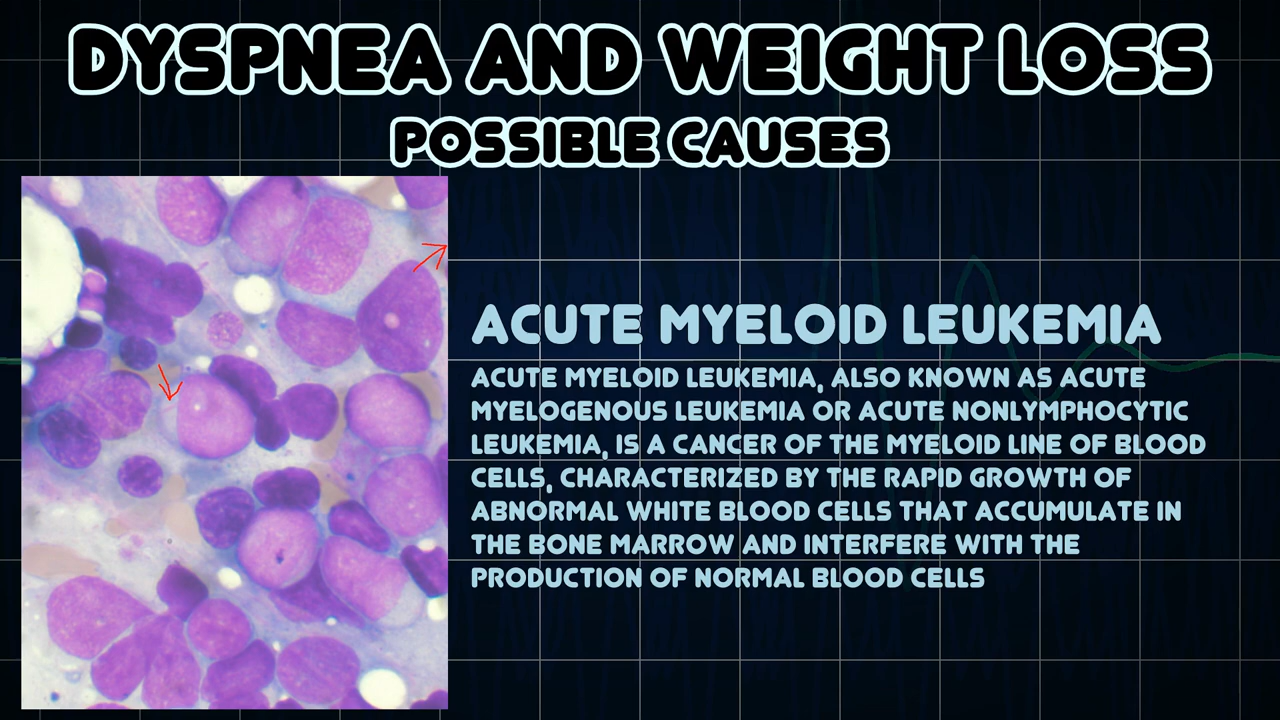 DYSPNEA AND WEIGHT LOSS
POSSIBLE CAUSES
ACUTE MYELOID LEUKEMIA
ACUTE MYELOID LEUKEMIA, ALSO KNOWN AS ACUTE
MYELOGENOUS LEUKEMIA OR ACUTE NONLYMPHOCYTIC
LEUKEMIA, IS A CANCER OF THE MYELOID LINE OF BLOOD
CELLS, CHARACTERIZED BY THE RAPID GROWTH OF
ABNORMAL WHITE BLOOD CELLS THAT ACCUMULATE IN
THE BONE MARROW AND INTERFERE WITH THE
PRODUCTION OF NORMAL BLOOD CELLS